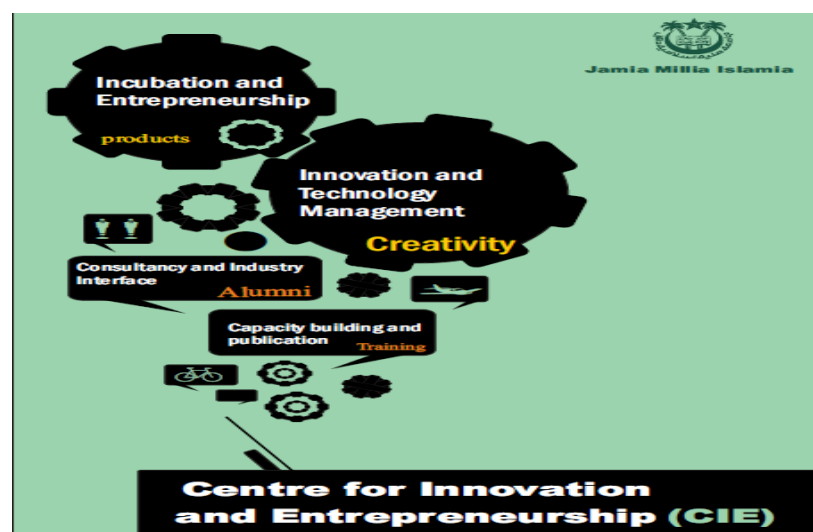 Jamia Millia Islamia
Incubation and
Entrepreneurship
products
Innovation and
Technology
Management
Creativity
Consultancy and Industry
Interface
Alumni
Capacity building and
publication
Training
Centre for Innovation
and Entrepreneurship (CIE)